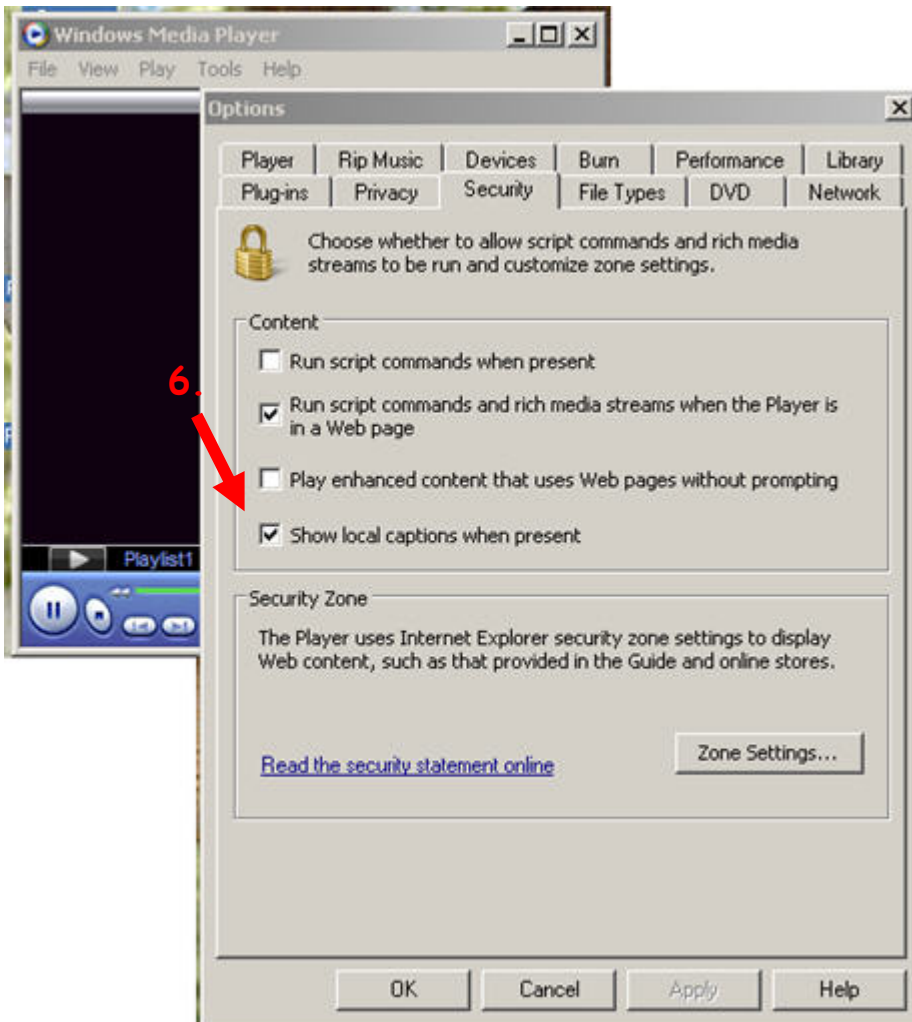 Windows Media Player
File View Play Tools Help
Options
Player Rip Music Devices Burn Performance Library
Plug-ins Privacy Security File Types DVD Network
Choose whether to allow script commands and rich media
streams to be run and customize zone settings.
Content
Run script commands when present
6.
Run script commands and rich media streams when the Player is
in a Web page
Play enhanced content that uses Web pages without prompting
Show local captions when present
Playlist1
Security Zone
The Player uses Internet Explorer security zone settings to display
Web content, such as that provided in the Guide and online stores.
Read the security statement online
Zone Settings...
OK Cancel Apply Help